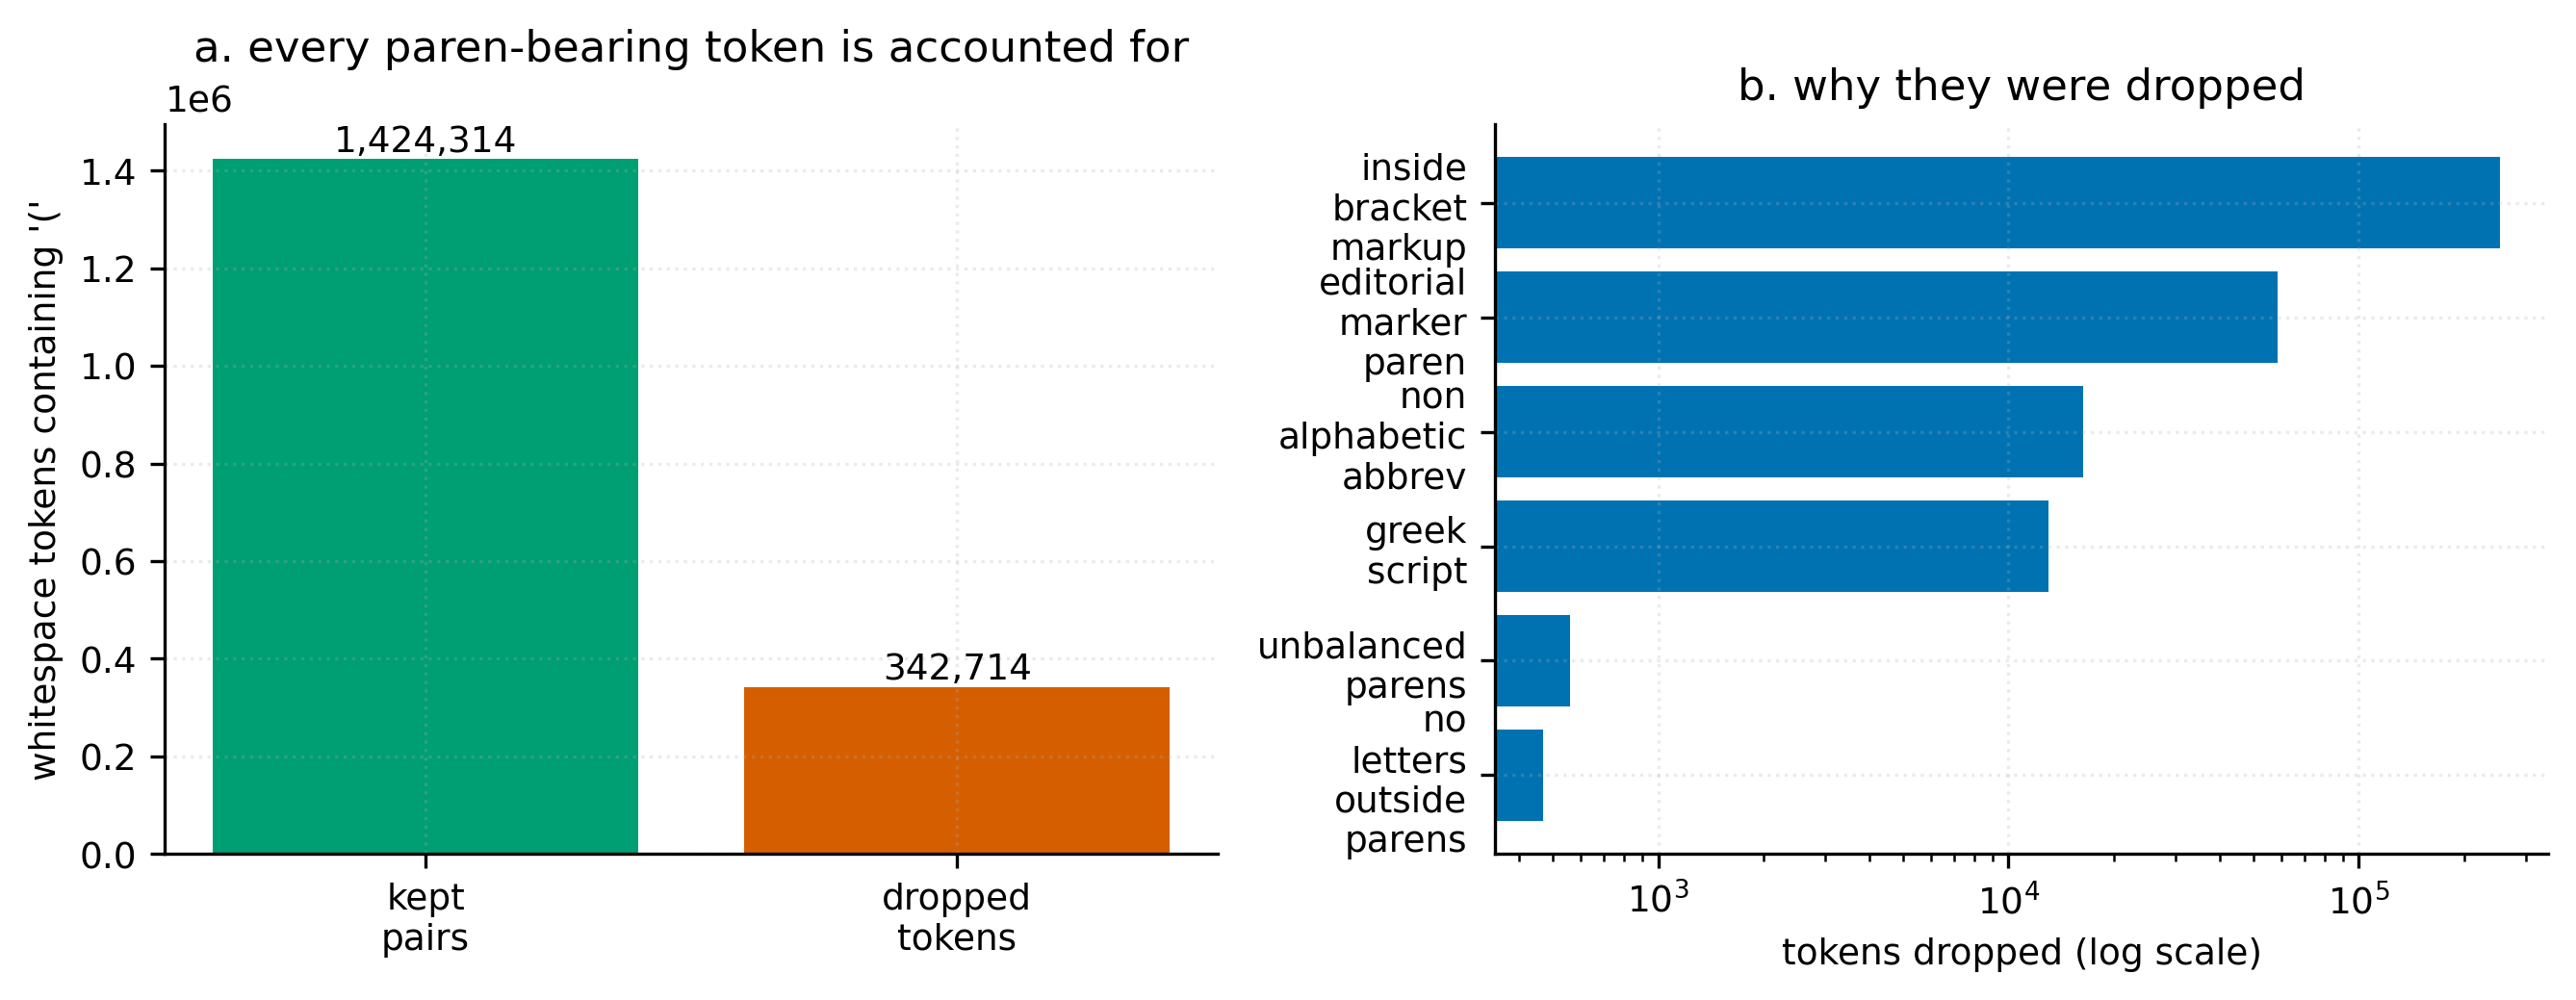 a. every paren-bearing token is accounted for
1e6
whitespace tokens containing '('
1.4
1.2
1.0
0.8
0.6
0.4
0.2
0.0
1,424,314
342,714
kept
pairs
dropped
tokens
b. why they were dropped
inside
bracket
markup
editorial
marker
paren
non
alphabetic
abbrev
greek
script
unbalanced
parens
no
letters
outside
parens
10³
10⁴
10⁵
tokens dropped (log scale)